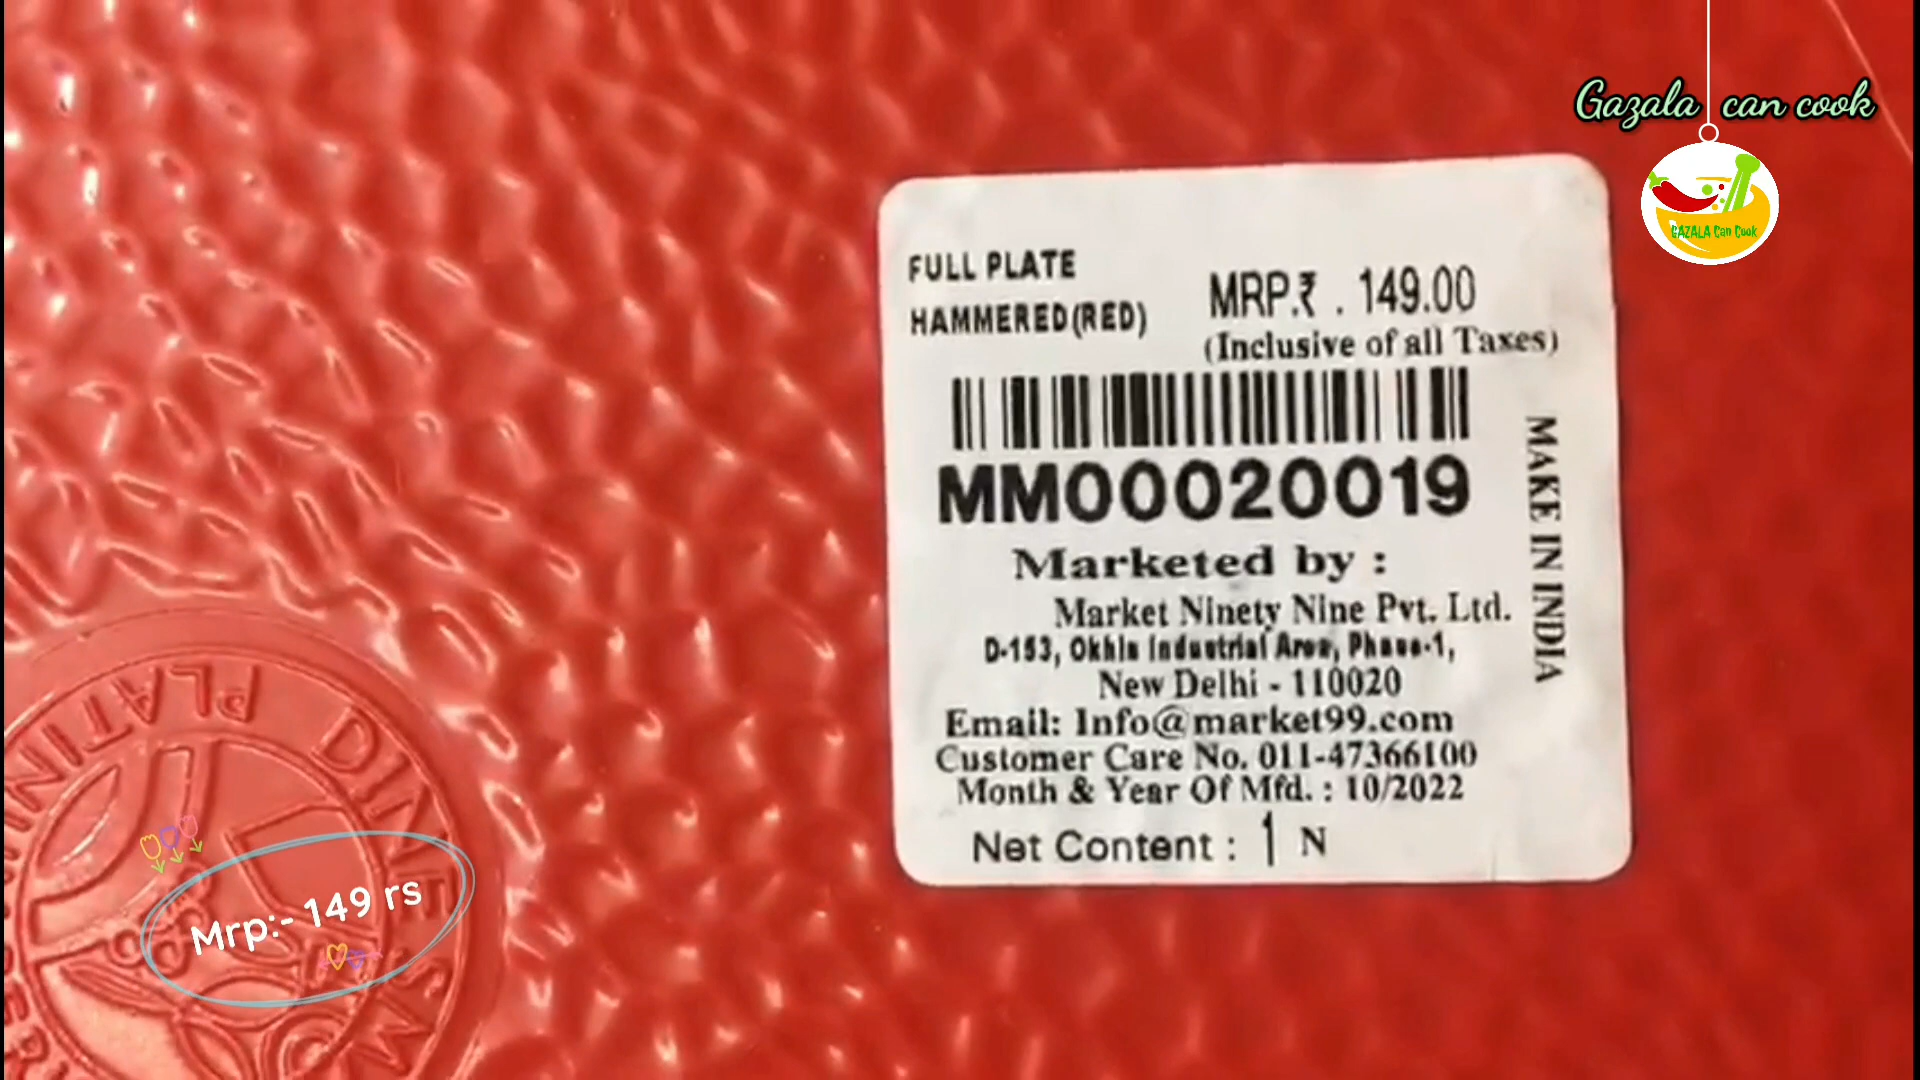 Gazala can cook
GAZALA Can Cook
FULL PLATE
HAMMERED(RED)
MRP.₹ . 149.00
(Inclusive of all Taxes)
MM00020019
MAKE IN INDIA
Marketed by :
Market Ninety Nine Pvt. Ltd.
D-153, Okhla Industrial Area, Phase-1,
New Delhi - 110020
Email: Info@market99.com
Customer Care No. 011-47366100
Month & Year Of Mfd. : 10/2022
Net Content : 1 N
DINE SM
Mrp:- 149 rs